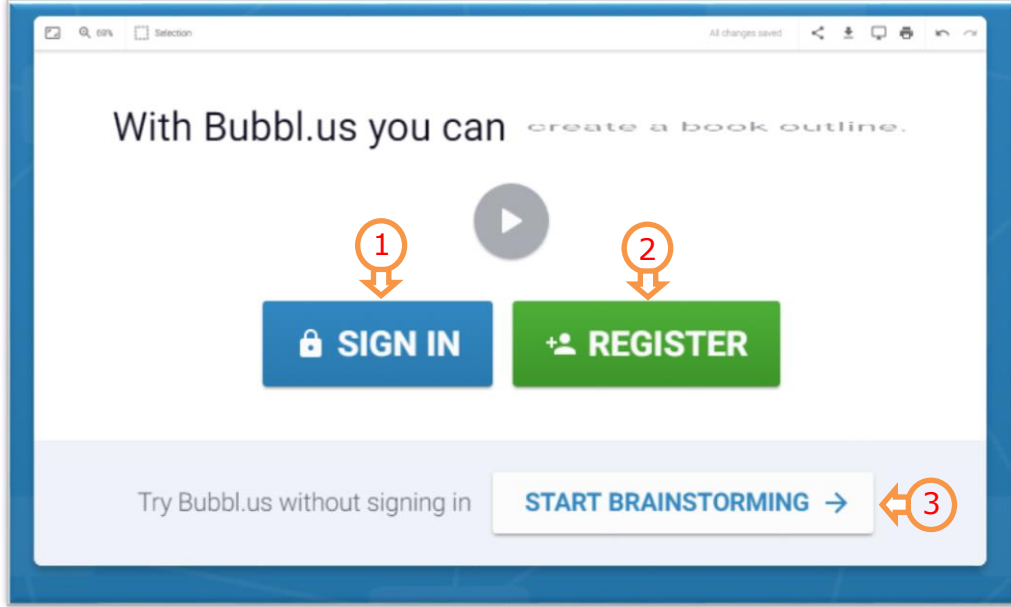 69% Selection All changes saved
With Bubbl.us you can create a book outline.
1 2
SIGN IN REGISTER
Try Bubbl.us without signing in START BRAINSTORMING → 3